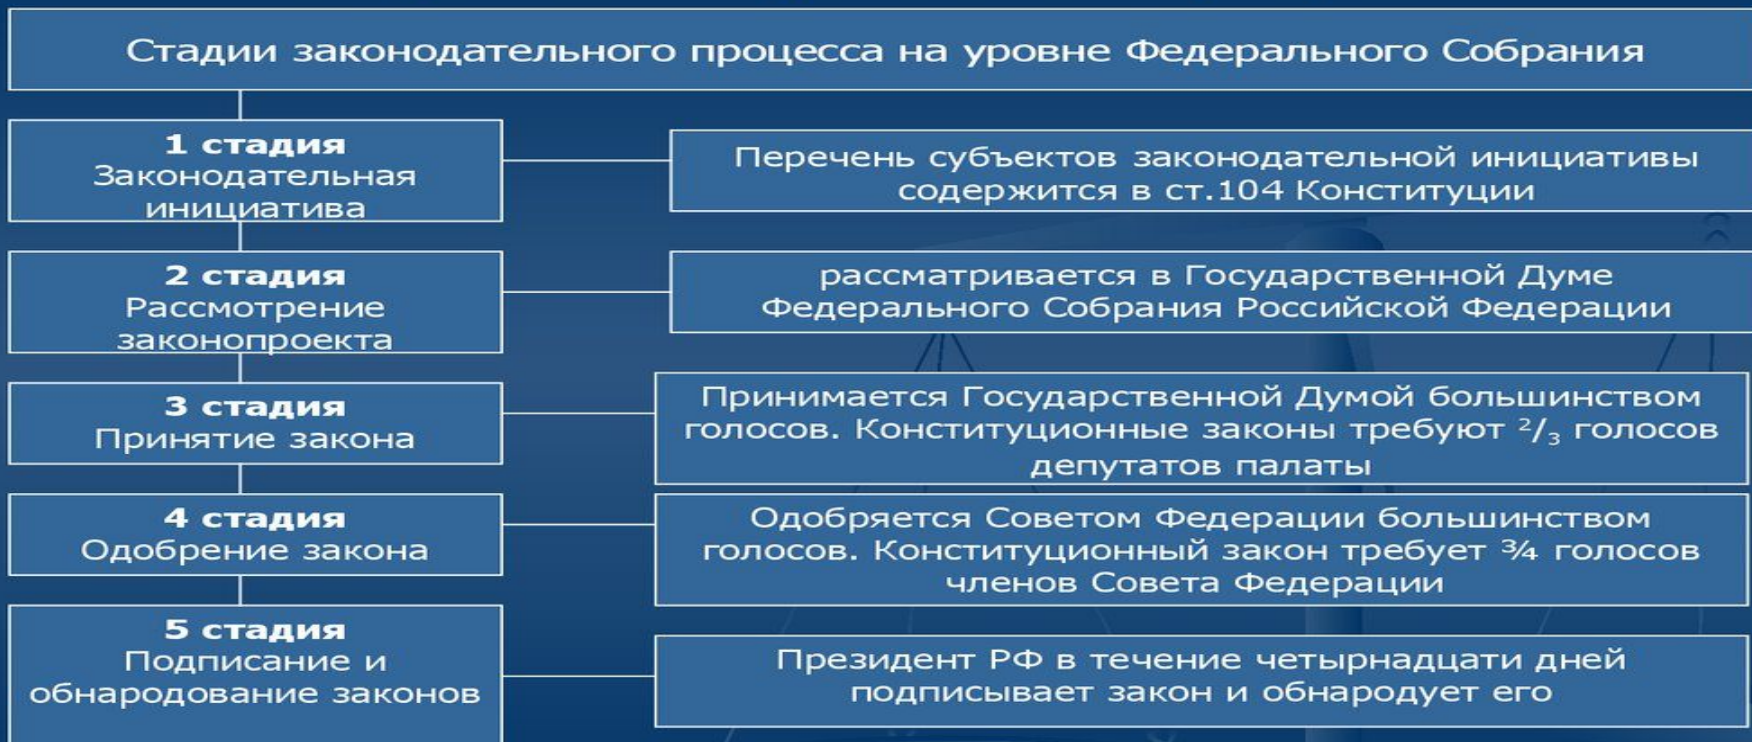 Стадии законодательного процесса на уровне Федерального Собрания
1 стадия
Законодательная
инициатива
Перечень субъектов законодательной инициативы
содержится в ст.104 Конституции
2 стадия
Рассмотрение
законопроекта
рассматривается в Государственной Думе
Федерального Собрания Российской Федерации
3 стадия
Принятие закона
Принимается Государственной Думой большинством
голосов. Конституционные законы требуют ²/₃ голосов
депутатов палаты
4 стадия
Одобрение закона
Одобряется Советом Федерации большинством
голосов. Конституционный закон требует ¾ голосов
членов Совета Федерации
5 стадия
Подписание и
обнародование законов
Президент РФ в течение четырнадцати дней
подписывает закон и обнародует его